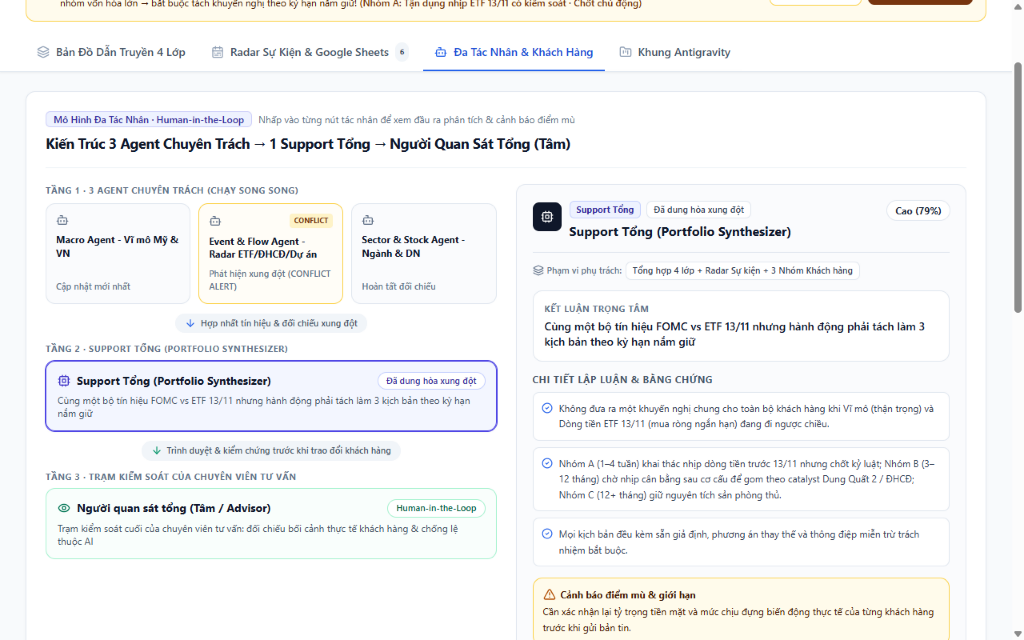 nhóm vốn hóa lớn → bắt buộc tách khuyến nghị theo kỳ hạn nắm giữ! (Nhóm A: Tận dụng nhịp ETF 13/11 có kiểm soát · Chốt chủ động)
Bản Đồ Dẫn Truyền 4 Lớp
Radar Sự Kiện & Google Sheets 6
Đa Tác Nhân & Khách Hàng
Khung Antigravity
Mô Hình Đa Tác Nhân · Human-in-the-Loop
Nhấp vào từng nút tác nhân để xem đầu ra phân tích & cảnh báo điểm mù
Kiến Trúc 3 Agent Chuyên Trách → 1 Support Tổng → Người Quan Sát Tổng (Tâm)
TẦNG 1 · 3 AGENT CHUYÊN TRÁCH (CHẠY SONG SONG)
Macro Agent - Vĩ mô Mỹ &
VN
Cập nhật mới nhất
CONFLICT
Event & Flow Agent -
Radar ETF/ĐHCĐ/Dự án
Phát hiện xung đột (CONFLICT
ALERT)
Sector & Stock Agent -
Ngành & DN
Hoàn tất đối chiếu
Hợp nhất tín hiệu & đối chiếu xung đột
TẦNG 2 · SUPPORT TỔNG (PORTFOLIO SYNTHESIZER)
Support Tổng (Portfolio Synthesizer)
Đã dung hòa xung đột
Cùng một bộ tín hiệu FOMC vs ETF 13/11 nhưng hành động phải tách làm 3 kịch bản theo kỳ hạn
nắm giữ
Trình duyệt & kiểm chứng trước khi trao đổi khách hàng
TẦNG 3 · TRẠM KIỂM SOÁT CỦA CHUYÊN VIÊN TƯ VẤN
Người quan sát tổng (Tâm / Advisor)
Human-in-the-Loop
Trạm kiểm soát cuối của chuyên viên tư vấn: đối chiếu bối cảnh thực tế khách hàng & chống lệ
thuộc AI
Support Tổng
Đã dung hòa xung đột
Cao (79%)
Support Tổng (Portfolio Synthesizer)
Phạm vi phụ trách:
Tổng hợp 4 lớp + Radar Sự kiện + 3 Nhóm Khách hàng
KẾT LUẬN TRỌNG TÂM
Cùng một bộ tín hiệu FOMC vs ETF 13/11 nhưng hành động phải tách làm 3
kịch bản theo kỳ hạn nắm giữ
CHI TIẾT LẬP LUẬN & BẰNG CHỨNG
Không đưa ra một khuyến nghị chung cho toàn bộ khách hàng khi Vĩ mô (thận trọng) và
Dòng tiền ETF 13/11 (mua ròng ngắn hạn) đang đi ngược chiều.
Nhóm A (1–4 tuần) khai thác nhịp dòng tiền trước 13/11 nhưng chốt kỷ luật; Nhóm B (3–
12 tháng) chờ nhịp cân bằng sau cơ cấu để gom theo catalyst Dung Quất 2 / ĐHCĐ;
Nhóm C (12+ tháng) giữ nguyên tích sản phòng thủ.
Mọi kịch bản đều kèm sẵn giả định, phương án thay thế và thông điệp miễn trừ trách
nhiệm bắt buộc.
Cảnh báo điểm mù & giới hạn
Cần xác nhận lại tỷ trọng tiền mặt và mức chịu đựng biến động thực tế của từng khách hàng
trước khi gửi bản tin.